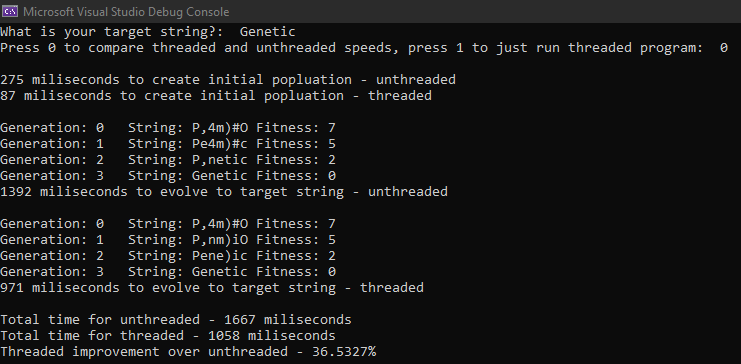 Microsoft Visual Studio Debug Console
What is your target string?:  Genetic
Press 0 to compare threaded and unthreaded speeds, press 1 to just run threaded program:  0
275 miliseconds to create initial popluation - unthreaded
87 miliseconds to create initial popluation - threaded
Generation: 0   String: P,4m)#O Fitness: 7
Generation: 1   String: Pe4m)#c Fitness: 5
Generation: 2   String: P,netic Fitness: 2
Generation: 3   String: Genetic Fitness: 0
1392 miliseconds to evolve to target string - unthreaded
Generation: 0   String: P,4m)#O Fitness: 7
Generation: 1   String: P,nm)iO Fitness: 5
Generation: 2   String: Pene)ic Fitness: 2
Generation: 3   String: Genetic Fitness: 0
971 miliseconds to evolve to target string - threaded
Total time for unthreaded - 1667 miliseconds
Total time for threaded - 1058 miliseconds
Threaded improvement over unthreaded - 36.5327%